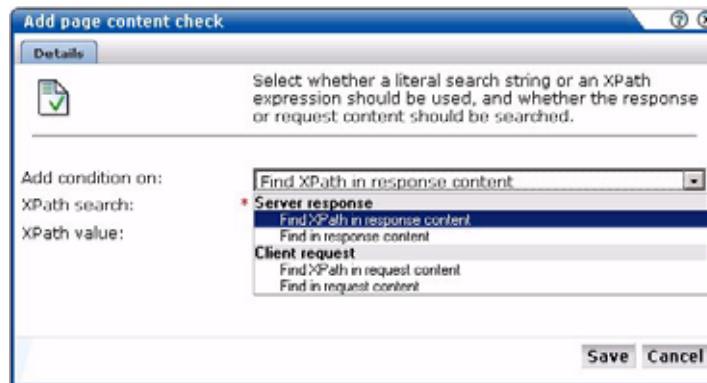 Add page content check
Details
Select whether a literal search string or an XPath
expression should be used, and whether the response
or request content should be searched.
Add condition on:
Find XPath in response content
XPath search:
* Server response
Find XPath in response content
XPath value:
Find in response content
Client request
Find XPath in request content
Find in request content
Save Cancel